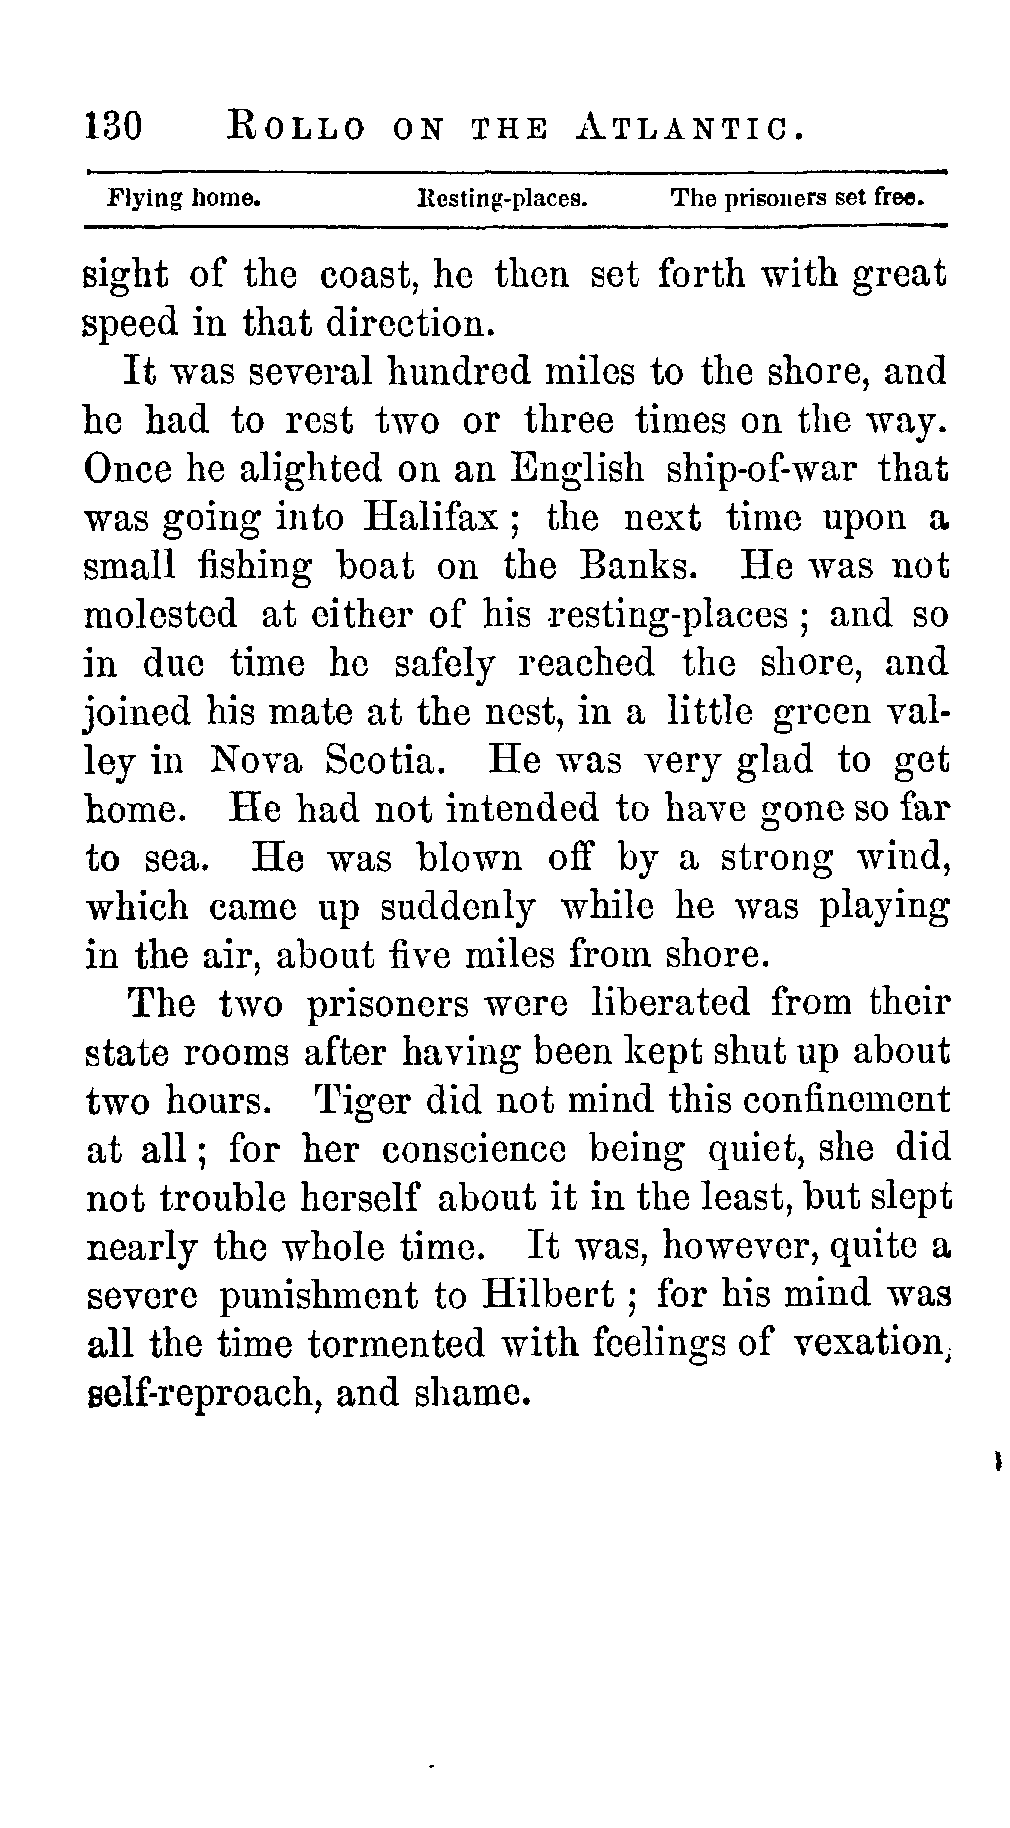 130 ROLLO ON THE ATLANTIC.
Flying home. Resting-places. The prisoners set free.
sight of the coast, he then set forth with great
speed in that direction.
It was several hundred miles to the shore, and
he had to rest two or three times on the way.
Once he alighted on an English ship-of-war that
was going into Halifax ; the next time upon a
small fishing boat on the Banks. He was not
molested at either of his resting-places ; and so
in due time he safely reached the shore, and
joined his mate at the nest, in a little green val-
ley in Nova Scotia. He was very glad to get
home. He had not intended to have gone so far
to sea. He was blown off by a strong wind,
which came up suddenly while he was playing
in the air, about five miles from shore.
The two prisoners were liberated from their
state rooms after having been kept shut up about
two hours. Tiger did not mind this confinement
at all ; for her conscience being quiet, she did
not trouble herself about it in the least, but slept
nearly the whole time. It was, however, quite a
severe punishment to Hilbert ; for his mind was
all the time tormented with feelings of vexation,
self-reproach, and shame.